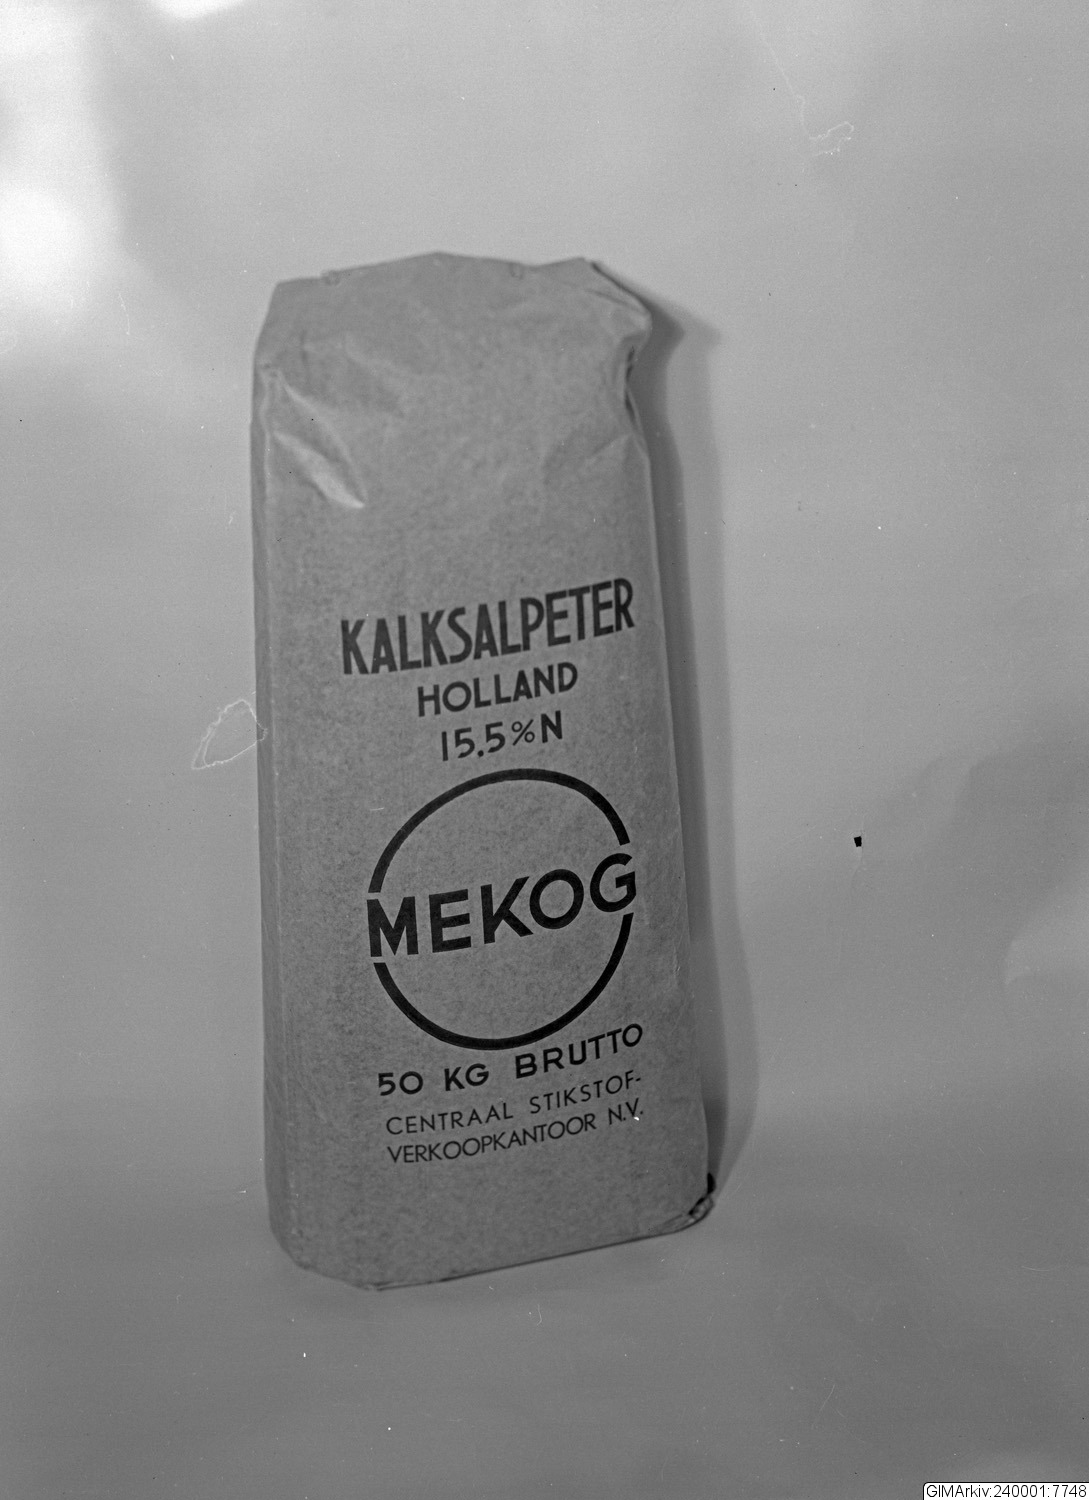 KALKSALPETER
HOLLAND
15,5% N
MEKOG
50 KG BRUTTO
CENTRAAL STIKSTOF-
VERKOOPKANTOOR N.V.
GIMArkiv:240001:7748